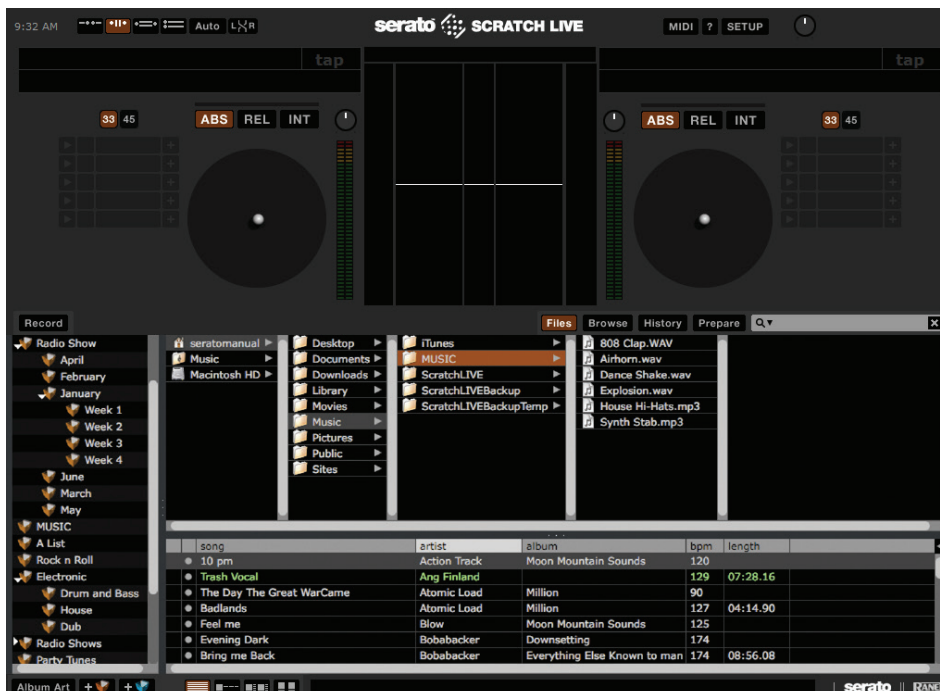 9:32 AM Auto L R serato SCRATCH LIVE MIDI ? SETUP
tap tap
33 45 ABS REL INT ABS REL INT 33 45
Record Files Browse History Prepare
Radio Show
April
February
January
Week 1
Week 2
Week 3
Week 4
June
March
May
MUSIC
A List
Rock n Roll
Electronic
Drum and Bass
House
Dub
Radio Shows
Party Tunes
seratomanual
Music
Macintosh HD
Desktop
Documents
Downloads
Library
Movies
Music
Pictures
Public
Sites
iTunes
MUSIC
ScratchLIVE
ScratchLIVEBackup
ScratchLIVEBackupTemp
808 Clap.WAV
Airhorn.wav
Dance Shake.wav
Explosion.wav
House Hi-Hats.mp3
Synth Stab.mp3
song artist album bpm length
10 pm Action Track Moon Mountain Sounds 120
Trash Vocal Ang Finland 129 07:28.16
The Day The Great WarCame Atomic Load Million 90
Badlands Atomic Load Million 127 04:14.90
Feel me Blow Moon Mountain Sounds 125
Evening Dark Bobabacker Downsetting 174
Bring me Back Bobabacker Everything Else Known to man 174 08:56.08
Album Art serato RANE